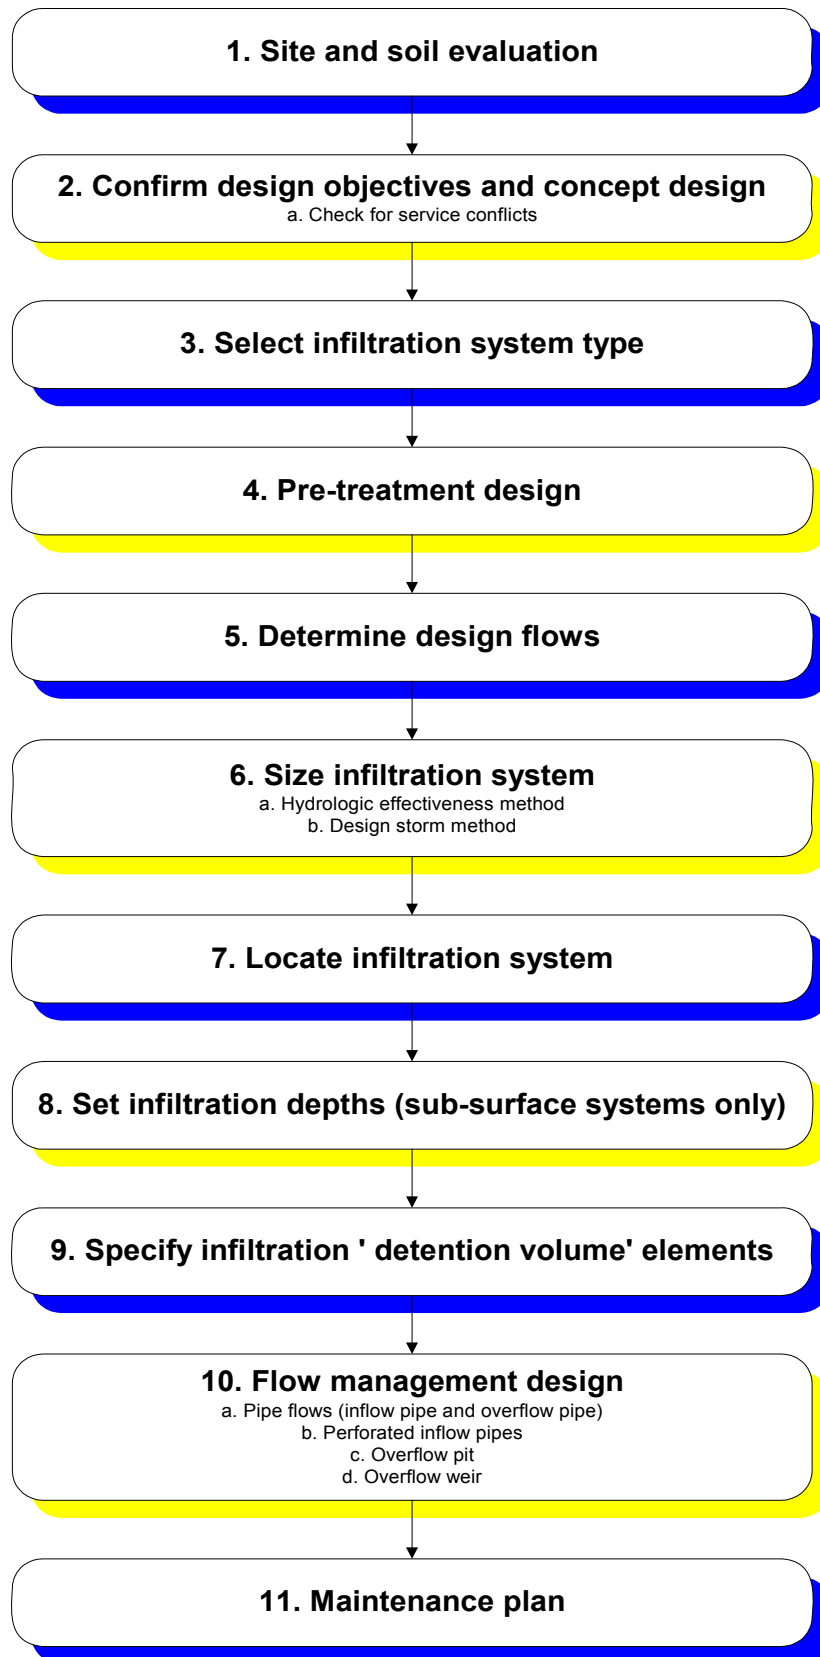 1. Site and soil evaluation
2. Confirm design objectives and concept design
a. Check for service conflicts
3. Select infiltration system type
4. Pre-treatment design
5. Determine design flows
6. Size infiltration system
a. Hydrologic effectiveness method
b. Design storm method
7. Locate infiltration system
8. Set infiltration depths (sub-surface systems only)
9. Specify infiltration ' detention volume' elements
10. Flow management design
a. Pipe flows (inflow pipe and overflow pipe)
b. Perforated inflow pipes
c. Overflow pit
d. Overflow weir
11. Maintenance plan